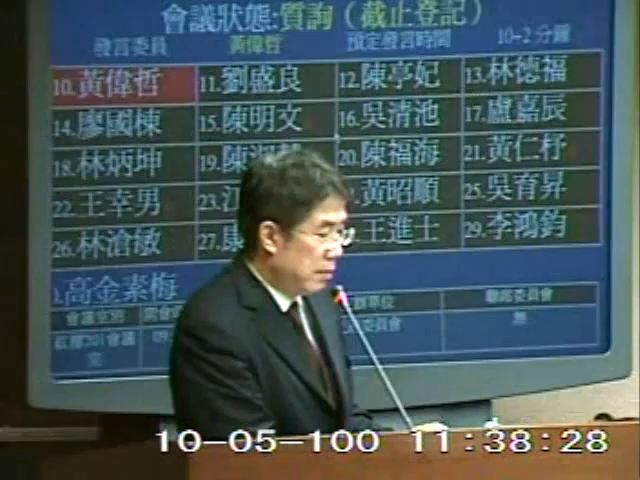 會議狀態:質詢（截止登記）
發言委員 黃偉哲 預定發言時間 10+2分鐘
10.黃偉哲 11.劉盛良 12.陳亭妃 13.林德福
14.廖國棟 15.陳明文 16.吳清池 17.盧嘉辰
18.林炳坤 19.陳淑 20.陳福海 21.黃仁杼
22.王幸男 23.江 黃昭順 25.吳育昇
26.林滄敏 27. 王進士 29.李鴻鈞
高金素梅
會議室別 單位 聯席委員會
紅樓201會議室 09 委員會 無
10-05-100 11:38:28